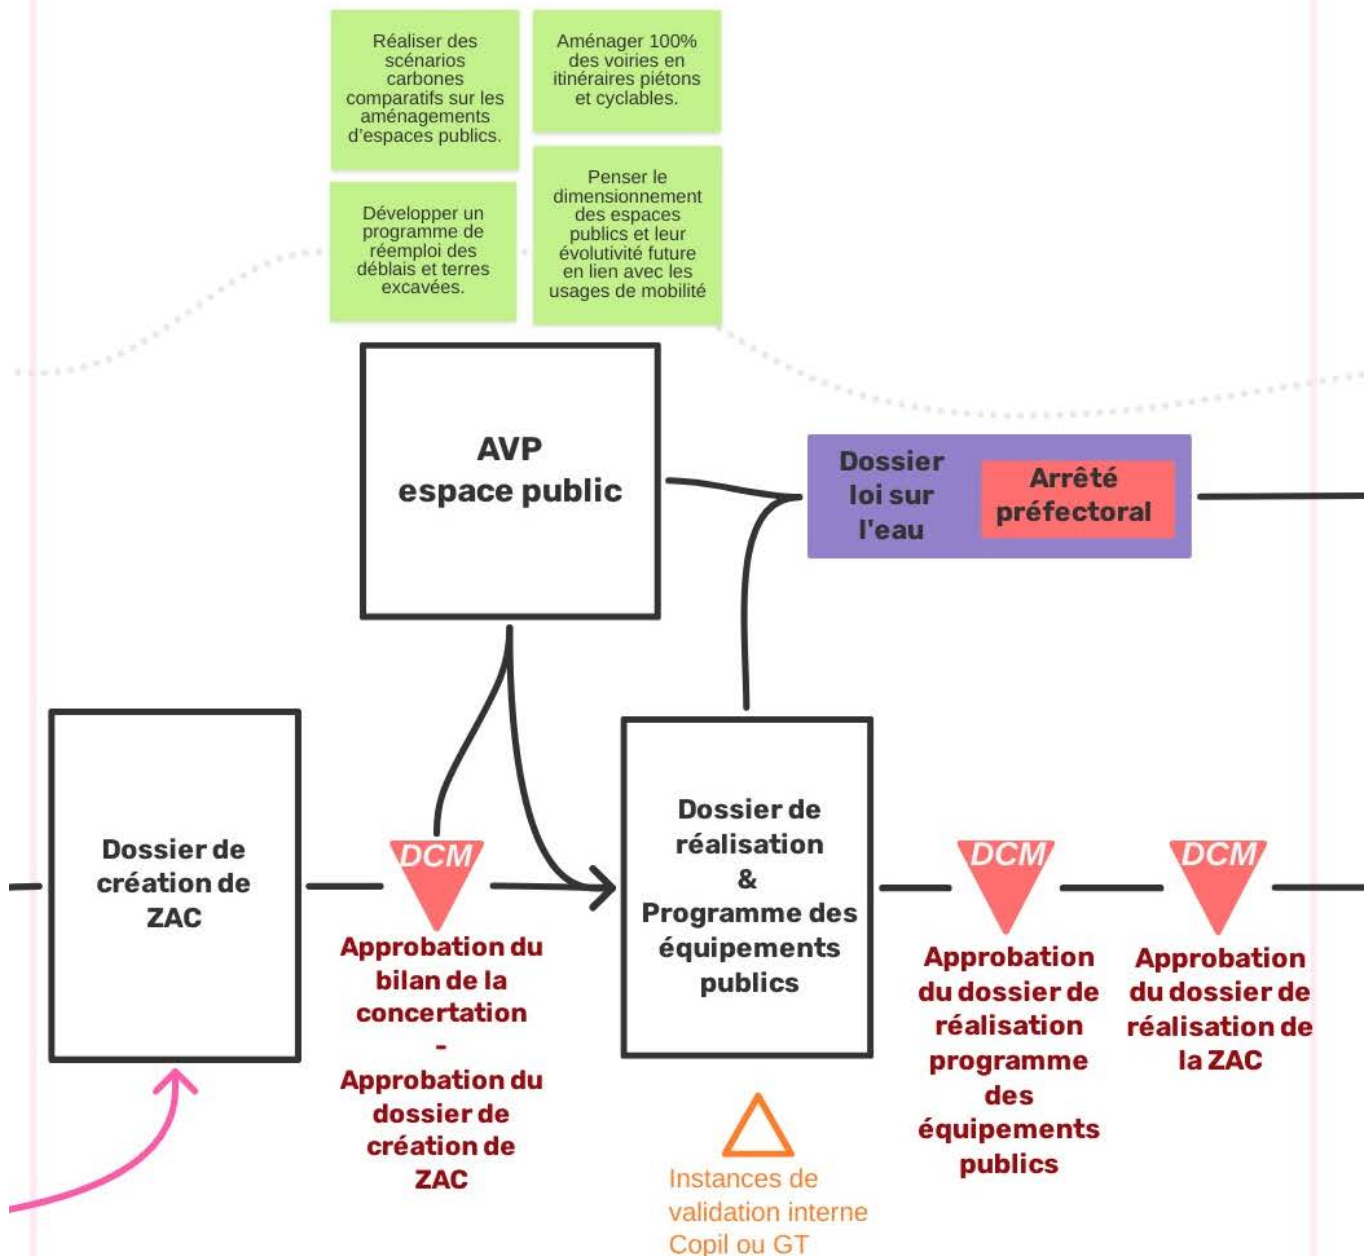 Réaliser des
scénarios
carbones
comparatifs sur les
aménagements
d'espaces publics.
Aménager 100%
des voiries en
itinéraires piétons
et cyclables.
Développer un
programme de
réemploi des
déblais et terres
excavées.
Penser le
dimensionnement
des espaces
publics et leur
évolutivité future
en lien avec les
usages de mobilité
AVP
espace public
Dossier
loi sur
l'eau
Arrêté
préfectoral
Dossier de
création de
ZAC
DCM
Approbation du
bilan de la
concertation
-
Approbation du
dossier de
création de
ZAC
Dossier de
réalisation
&
Programme des
équipements
publics
Instances de
validation interne
Copil ou GT
DCM
Approbation
du dossier de
réalisation
programme
des
équipements
publics
DCM
Approbation
du dossier de
réalisation de
la ZAC